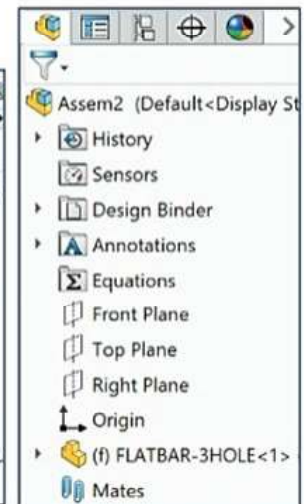 Assem2 (Default<Display St
History
Sensors
Design Binder
Annotations
Equations
Front Plane
Top Plane
Right Plane
Origin
(f) FLATBAR-3HOLE<1>
Mates